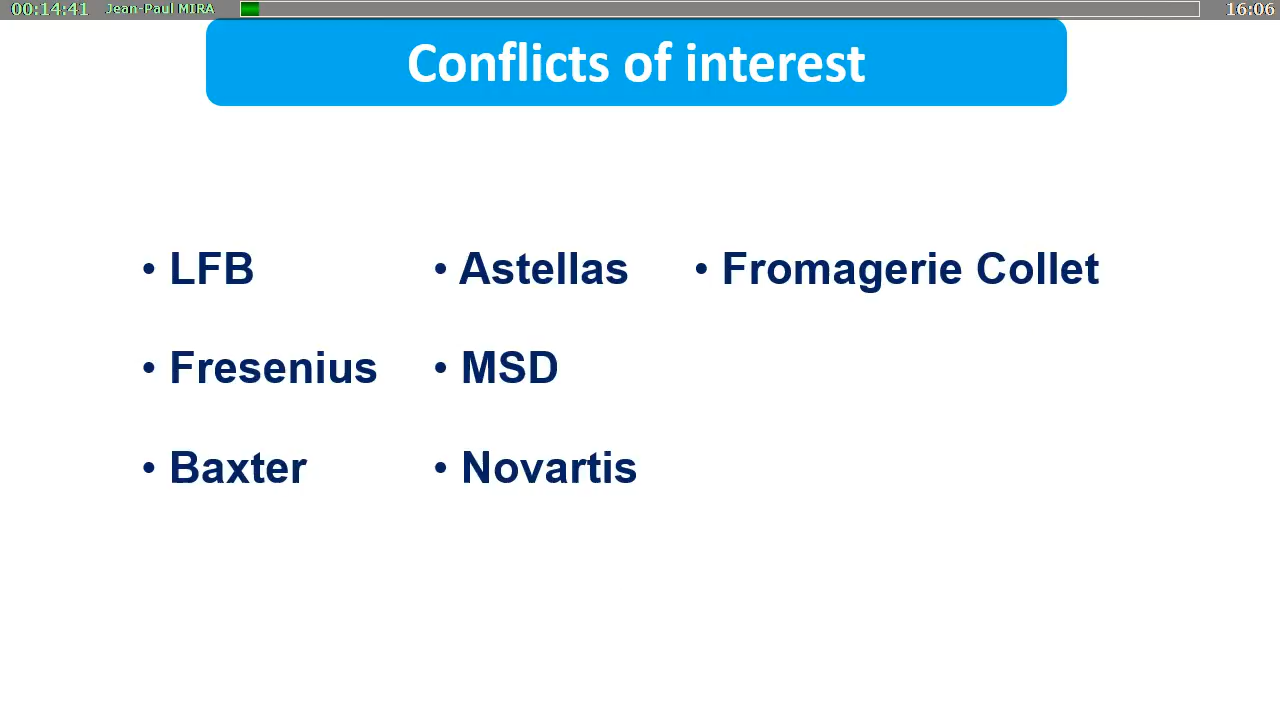 00:14:41 Jean-Paul MIRA 16:06
Conflicts of interest
• LFB
• Fresenius
• Baxter
• Astellas
• MSD
• Novartis
• Fromagerie Collet